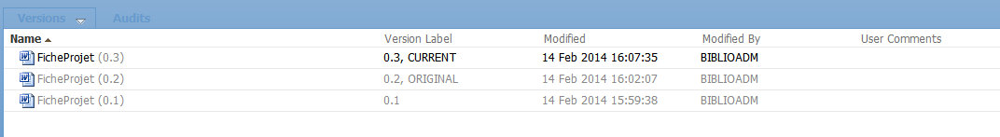 Versions Audits
Name Version Label Modified Modified By User Comments
FicheProjet (0.3) 0.3, CURRENT 14 Feb 2014 16:07:35 BIBLIOADM
FicheProjet (0.2) 0.2, ORIGINAL 14 Feb 2014 16:02:07 BIBLIOADM
FicheProjet (0.1) 0.1 14 Feb 2014 15:59:38 BIBLIOADM